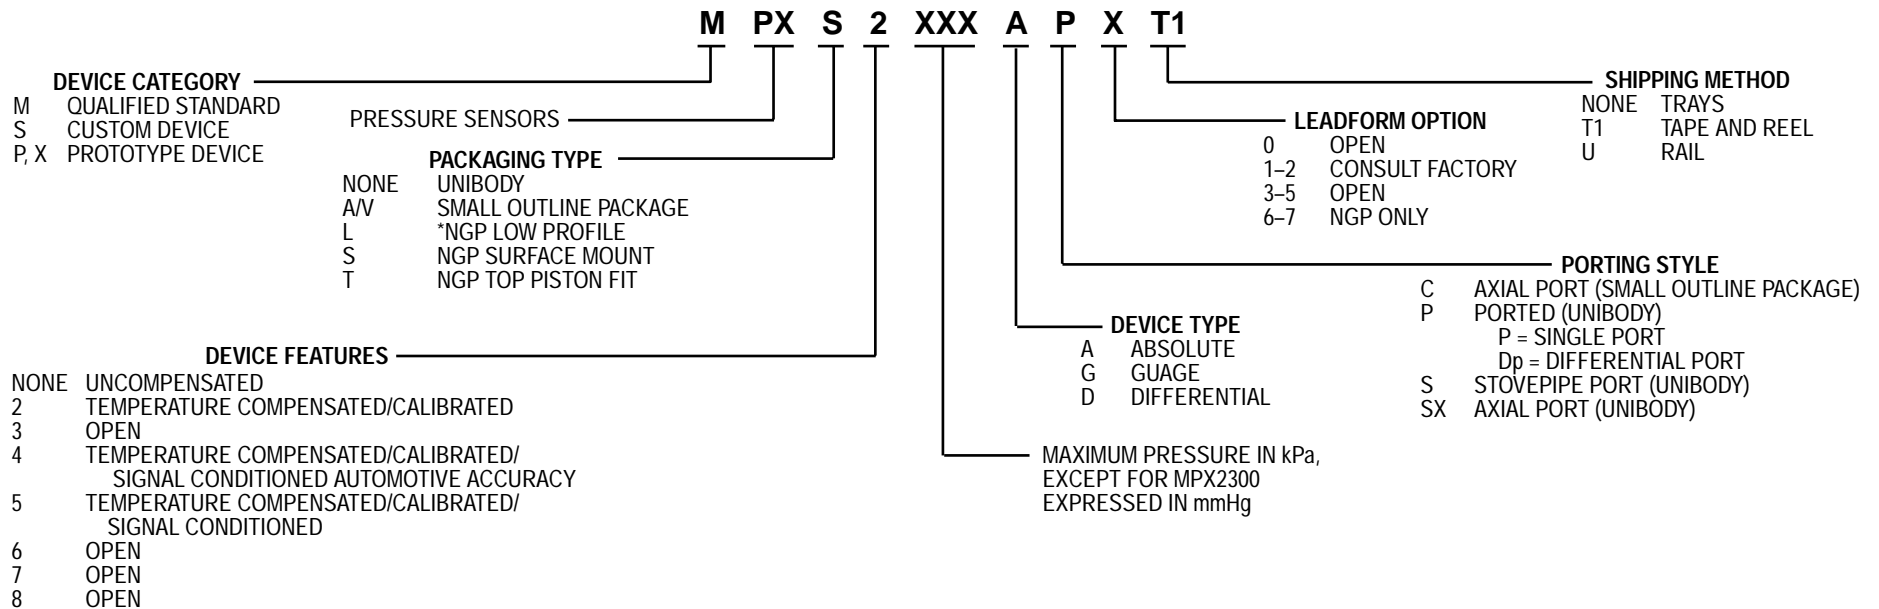 M PX S 2 XXX A P X T1
DEVICE CATEGORY
M QUALIFIED STANDARD
S CUSTOM DEVICE
P, X PROTOTYPE DEVICE
PRESSURE SENSORS
PACKAGING TYPE
NONE UNIBODY
A/V SMALL OUTLINE PACKAGE
L *NGP LOW PROFILE
S NGP SURFACE MOUNT
T NGP TOP PISTON FIT
DEVICE FEATURES
NONE UNCOMPENSATED
2 TEMPERATURE COMPENSATED/CALIBRATED
3 OPEN
4 TEMPERATURE COMPENSATED/CALIBRATED/
SIGNAL CONDITIONED AUTOMOTIVE ACCURACY
5 TEMPERATURE COMPENSATED/CALIBRATED/
SIGNAL CONDITIONED
6 OPEN
7 OPEN
8 OPEN
SHIPPING METHOD
NONE TRAYS
T1 TAPE AND REEL
U RAIL
LEADFORM OPTION
0 OPEN
1–2 CONSULT FACTORY
3–5 OPEN
6–7 NGP ONLY
PORTING STYLE
C AXIAL PORT (SMALL OUTLINE PACKAGE)
P PORTED (UNIBODY)
P = SINGLE PORT
Dp = DIFFERENTIAL PORT
S STOVEPIPE PORT (UNIBODY)
SX AXIAL PORT (UNIBODY)
DEVICE TYPE
A ABSOLUTE
G GUAGE
D DIFFERENTIAL
MAXIMUM PRESSURE IN kPa,
EXCEPT FOR MPX2300
EXPRESSED IN mmHg